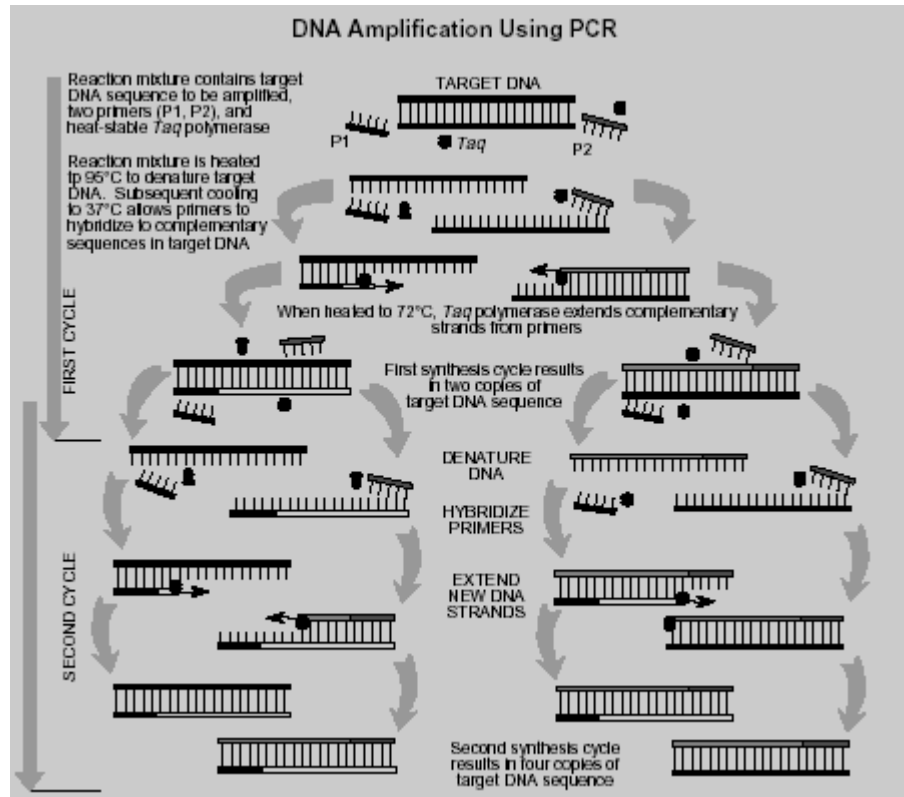 DNA Amplification Using PCR
Reaction mixture contains target
DNA sequence to be amplified,
two primers (P1, P2), and
heat-stable Taq polymerase
TARGET DNA
P1
Taq
P2
Reaction mixture is heated
tp 95°C to denature target
DNA. Subsequent cooling
to 37°C allows primers to
hybridize to complementary
sequences in target DNA
When heated to 72°C, Taq polymerase extends complementary
strands from primers
FIRST CYCLE
First synthesis cycle results
in two copies of
target DNA sequence
DENATURE
DNA
HYBRIDIZE
PRIMERS
SECOND CYCLE
EXTEND
NEW DNA
STRANDS
Second synthesis cycle
results in four copies of
target DNA sequence